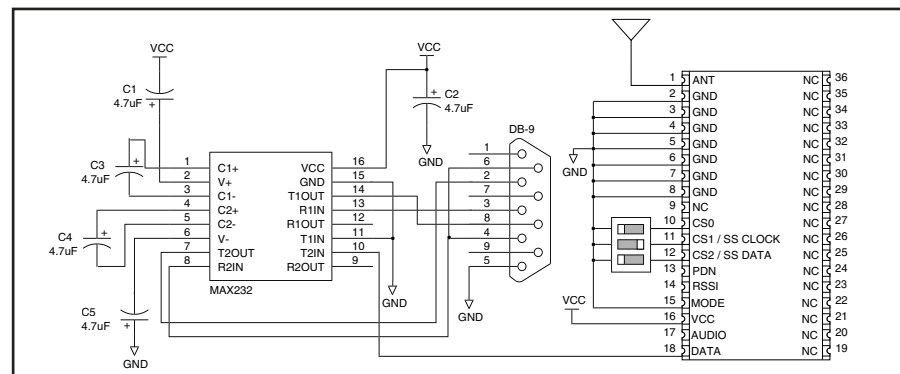 VCC
C1
4.7uF
C3
4.7uF
C4
4.7uF
C5
4.7uF
GND
VCC
C2
4.7uF
GND
1 C1+ VCC 16
2 V+ GND 15
3 C1- T1OUT 14
4 C2+ R1IN 13
5 C2- R1OUT 12
6 V- T1IN 11
7 T2OUT T2IN 10
8 R2IN R2OUT 9
MAX232
GND
DB-9
1
6
2
7
3
8
4
9
5
GND
GND
VCC
1 ANT NC 36
2 GND NC 35
3 GND NC 34
4 GND NC 33
5 GND NC 32
6 GND NC 31
7 GND NC 30
8 GND NC 29
9 NC NC 28
10 CS0 NC 27
11 CS1 / SS CLOCK NC 26
12 CS2 / SS DATA NC 25
13 PDN NC 24
14 RSSI NC 23
15 MODE NC 22
16 VCC NC 21
17 AUDIO NC 20
18 DATA NC 19